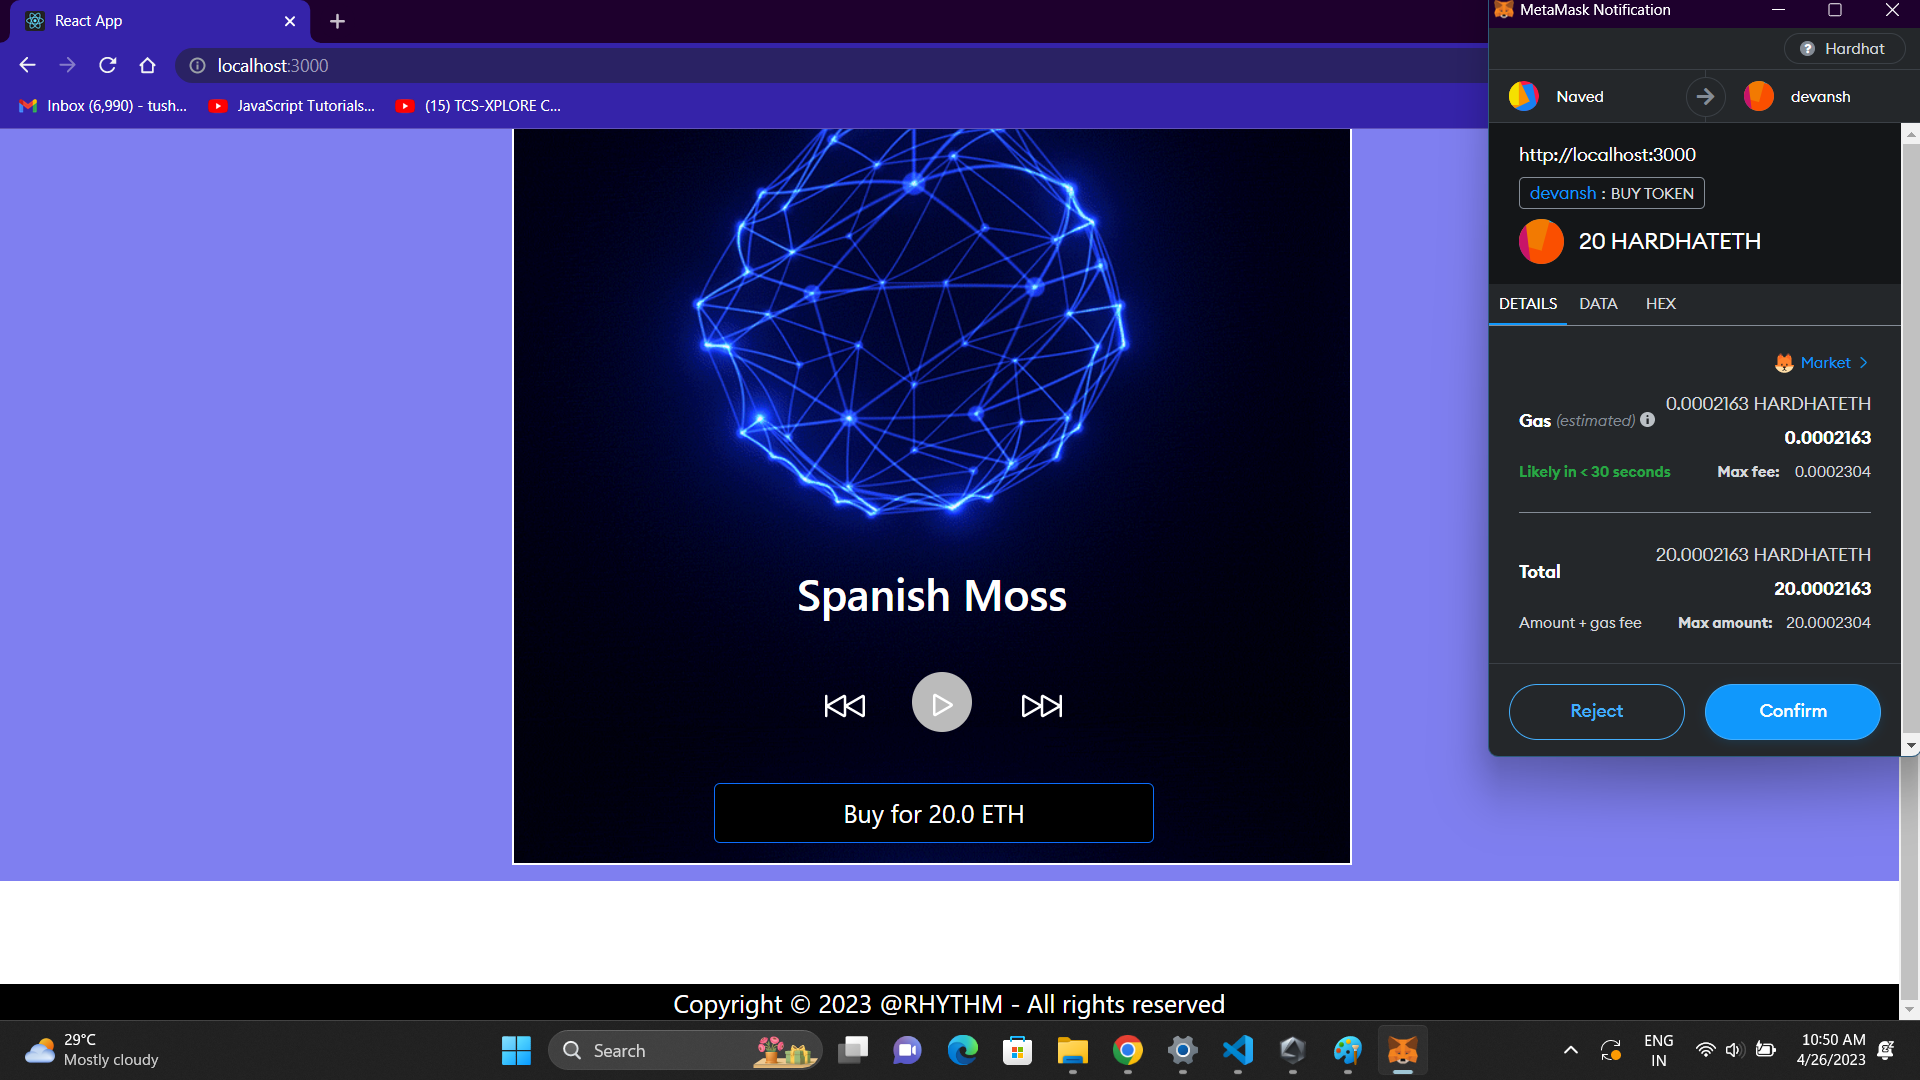 React App
localhost:3000
Inbox (6,990) - tush...
JavaScript Tutorials...
(15) TCS-XPLORE C...
Spanish Moss
Buy for 20.0 ETH
Copyright © 2023 @RHYTHM - All rights reserved
MetaMask Notification
Hardhat
Naved
devansh
http://localhost:3000
devansh : BUY TOKEN
20 HARDHATETH
DETAILS DATA HEX
Market
0.0002163 HARDHATETH
Gas (estimated)
0.0002163
Likely in < 30 seconds Max fee: 0.0002304
20.0002163 HARDHATETH
Total
20.0002163
Amount + gas fee Max amount: 20.0002304
Reject
Confirm
29°C
Mostly cloudy
Search
ENG
IN
10:50 AM
4/26/2023